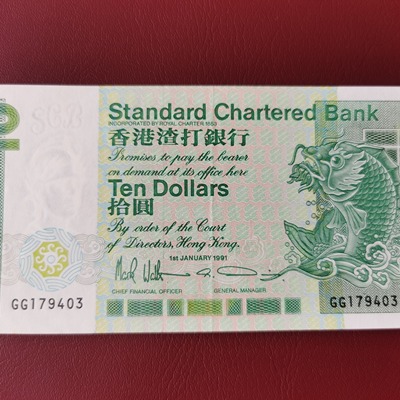 Standard Chartered Bank
INCORPORATED BY ROYAL CHARTER 1853
香港渣打銀行
Promises to pay the bearer
on demand at its office here
Ten Dollars
拾圓
By order of the Court
of Directors, Hong Kong.
1st JANUARY 1991
CHIEF FINANCIAL OFFICER GENERAL MANAGER
GG179403 GG179403